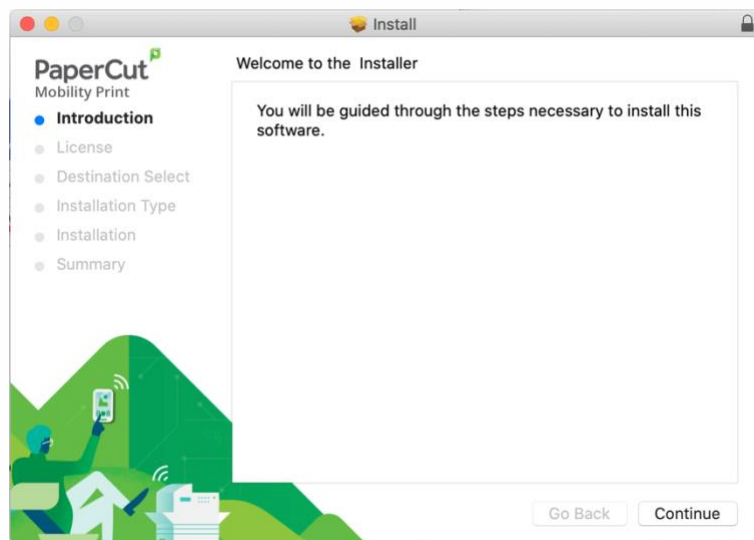 Install
PaperCut
Mobility Print
Introduction
License
Destination Select
Installation Type
Installation
Summary
Welcome to the Installer
You will be guided through the steps necessary to install this
software.
Go Back
Continue